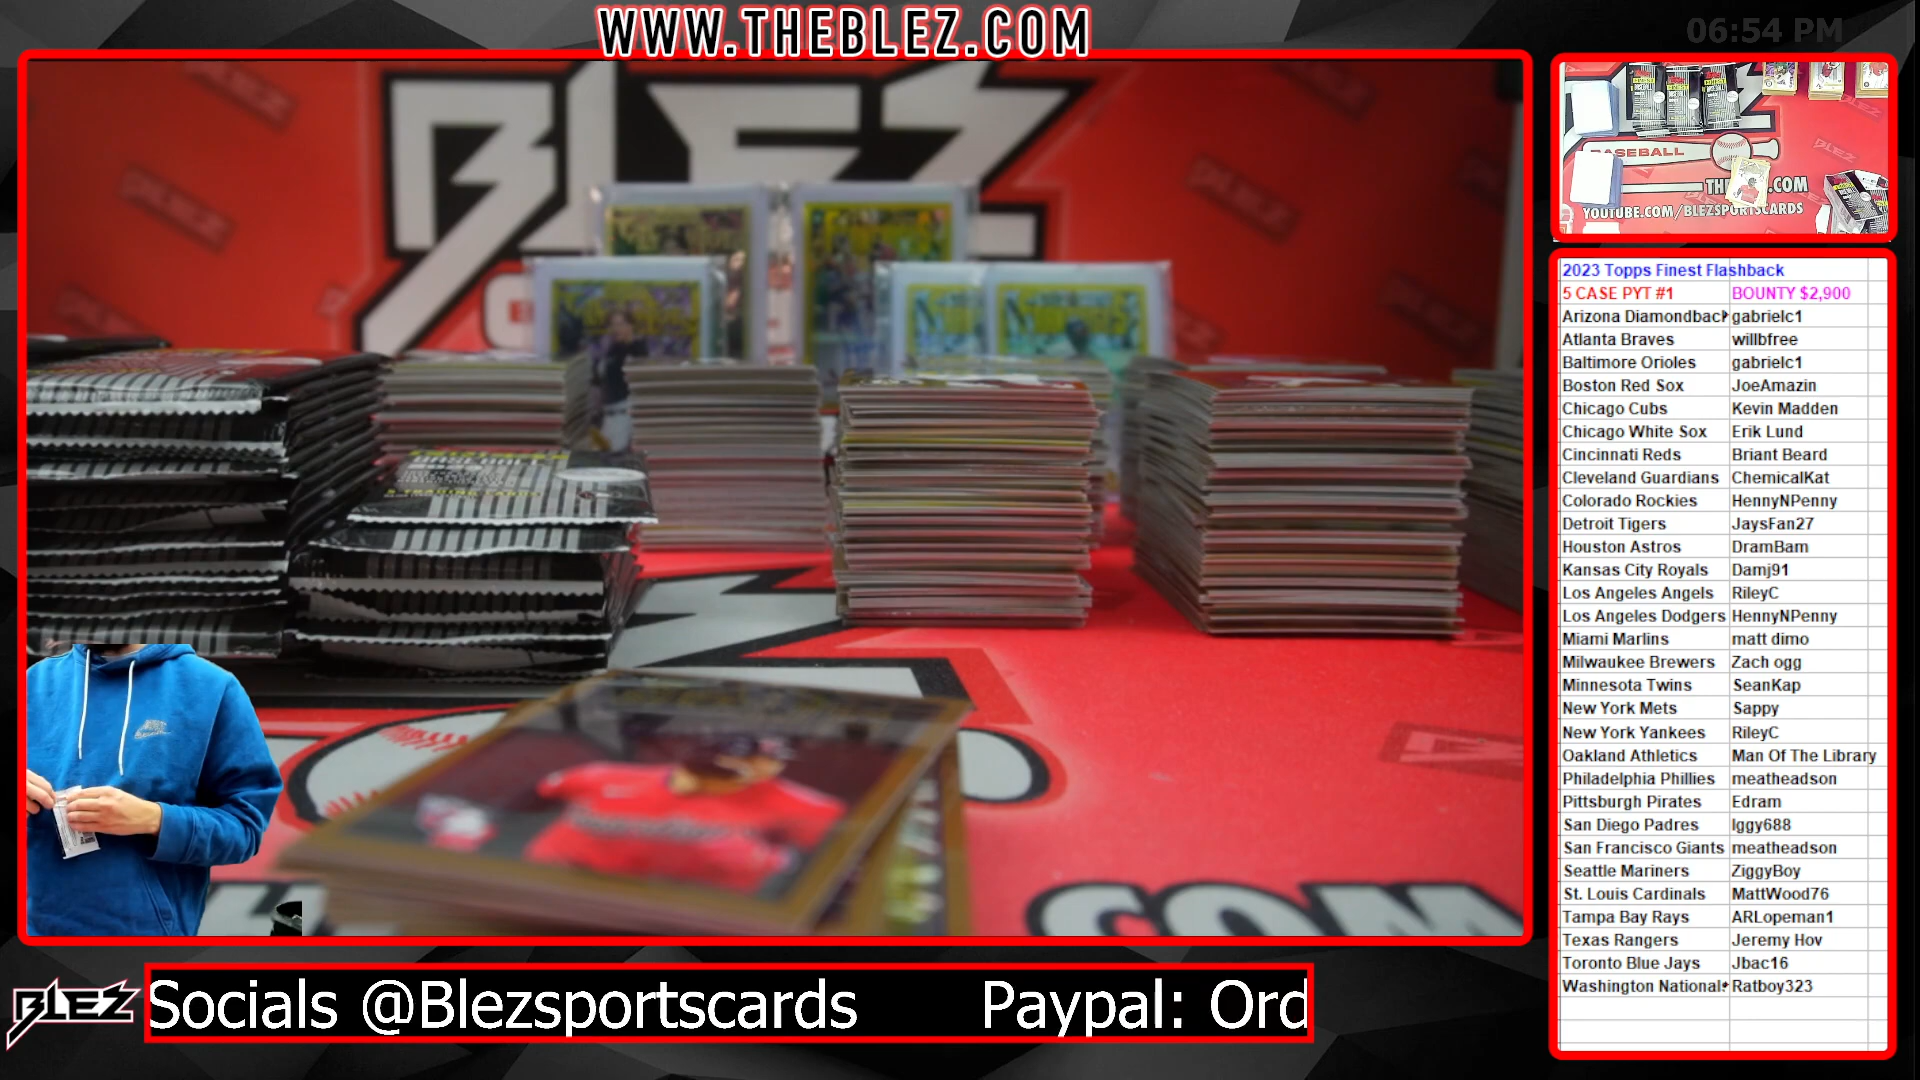 WWW.THEBLEZ.COM
06:54 PM
BLEZ
BASEBALL
THE
.COM
YOUTUBE.COM/BLEZSPORTSCARDS
BLEZ
2023 Topps Finest Flashback
5 CASE PYT #1 BOUNTY $2,900
Arizona Diamondback gabrielc1
Atlanta Braves willbfree
Baltimore Orioles gabrielc1
Boston Red Sox JoeAmazin
Chicago Cubs Kevin Madden
Chicago White Sox Erik Lund
Cincinnati Reds Briant Beard
Cleveland Guardians ChemicalKat
Colorado Rockies HennyNPenny
Detroit Tigers JaysFan27
Houston Astros DramBam
Kansas City Royals Damj91
Los Angeles Angels RileyC
Los Angeles Dodgers HennyNPenny
Miami Marlins matt dimo
Milwaukee Brewers Zach ogg
Minnesota Twins SeanKap
New York Mets Sappy
New York Yankees RileyC
Oakland Athletics Man Of The Library
Philadelphia Phillies meatheadson
Pittsburgh Pirates Edram
San Diego Padres Iggy688
San Francisco Giants meatheadson
Seattle Mariners ZiggyBoy
St. Louis Cardinals MattWood76
Tampa Bay Rays ARLopeman1
Texas Rangers Jeremy Hov
Toronto Blue Jays Jbac16
Washington Nationals Ratboy323
BASEBALL
COM
BLEZ
Socials @Blezsportscards Paypal: Ord